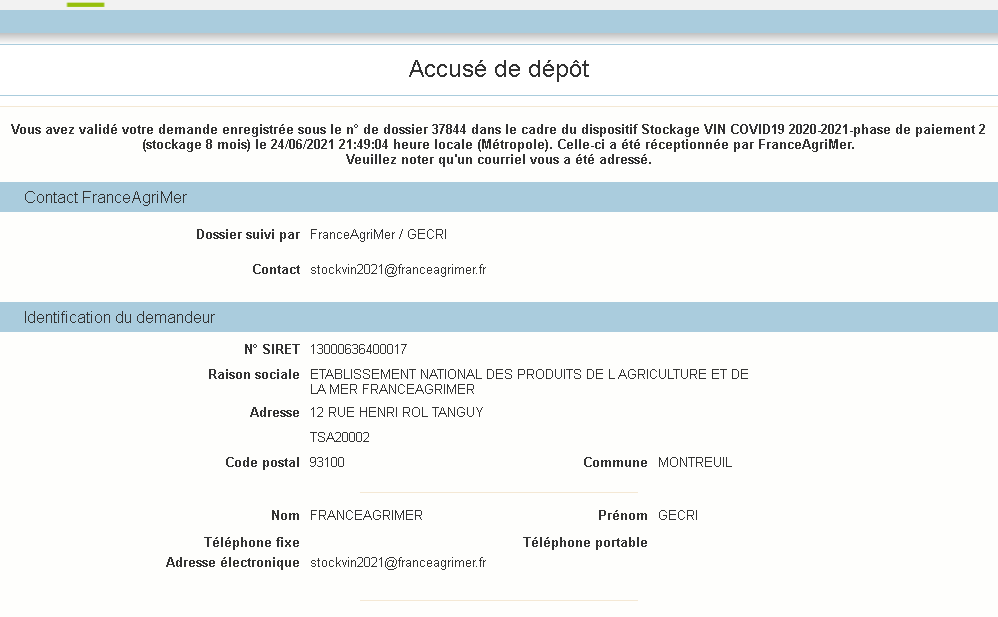 Accusé de dépôt
Vous avez validé votre demande enregistrée sous le n° de dossier 37844 dans le cadre du dispositif Stockage VIN COVID19 2020-2021-phase de paiement 2
(stockage 8 mois) le 24/06/2021 21:49:04 heure locale (Métropole). Celle-ci a été réceptionnée par FranceAgriMer.
Veuillez noter qu'un courriel vous a été adressé.
Contact FranceAgriMer
Dossier suivi par FranceAgriMer / GECRI
Contact stockvin2021@franceagrimer.fr
Identification du demandeur
N° SIRET 13000636400017
Raison sociale ETABLISSEMENT NATIONAL DES PRODUITS DE L AGRICULTURE ET DE
LA MER FRANCEAGRIMER
Adresse 12 RUE HENRI ROL TANGUY
TSA20002
Code postal 93100 Commune MONTREUIL
Nom FRANCEAGRIMER Prénom GECRI
Téléphone fixe Téléphone portable
Adresse électronique stockvin2021@franceagrimer.fr